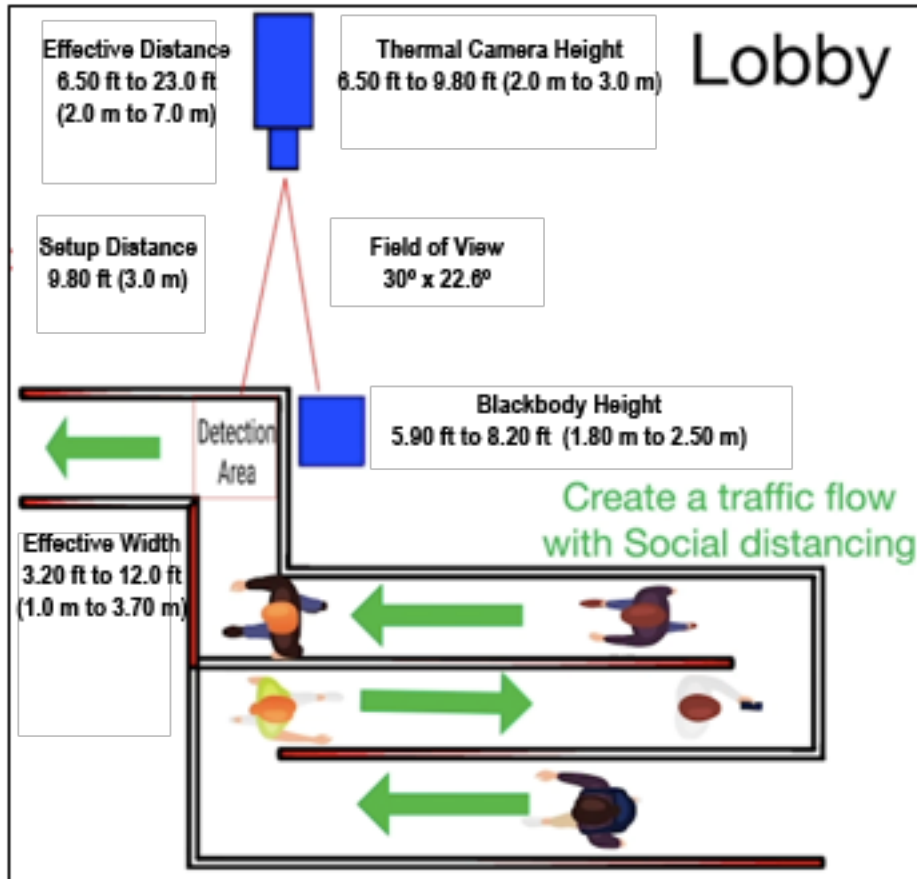 Effective Distance
6.50 ft to 23.0 ft
(2.0 m to 7.0 m)
Thermal Camera Height
6.50 ft to 9.80 ft (2.0 m to 3.0 m)
Lobby
Setup Distance
9.80 ft (3.0 m)
Field of View
30º x 22.6º
Detection
Area
Blackbody Height
5.90 ft to 8.20 ft (1.80 m to 2.50 m)
Create a traffic flow
with Social distancing
Effective Width
3.20 ft to 12.0 ft
(1.0 m to 3.70 m)